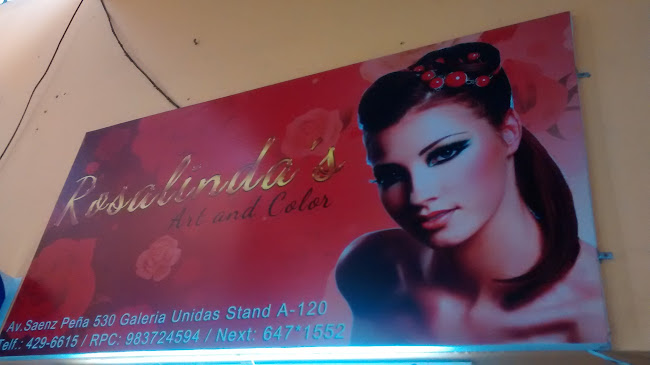 Rosalinda's
Art and Color
Av.Saenz Peña 530 Galeria Unidas Stand A-120
Telf.: 429-6615 / RPC: 983724594 / Next: 647*1552